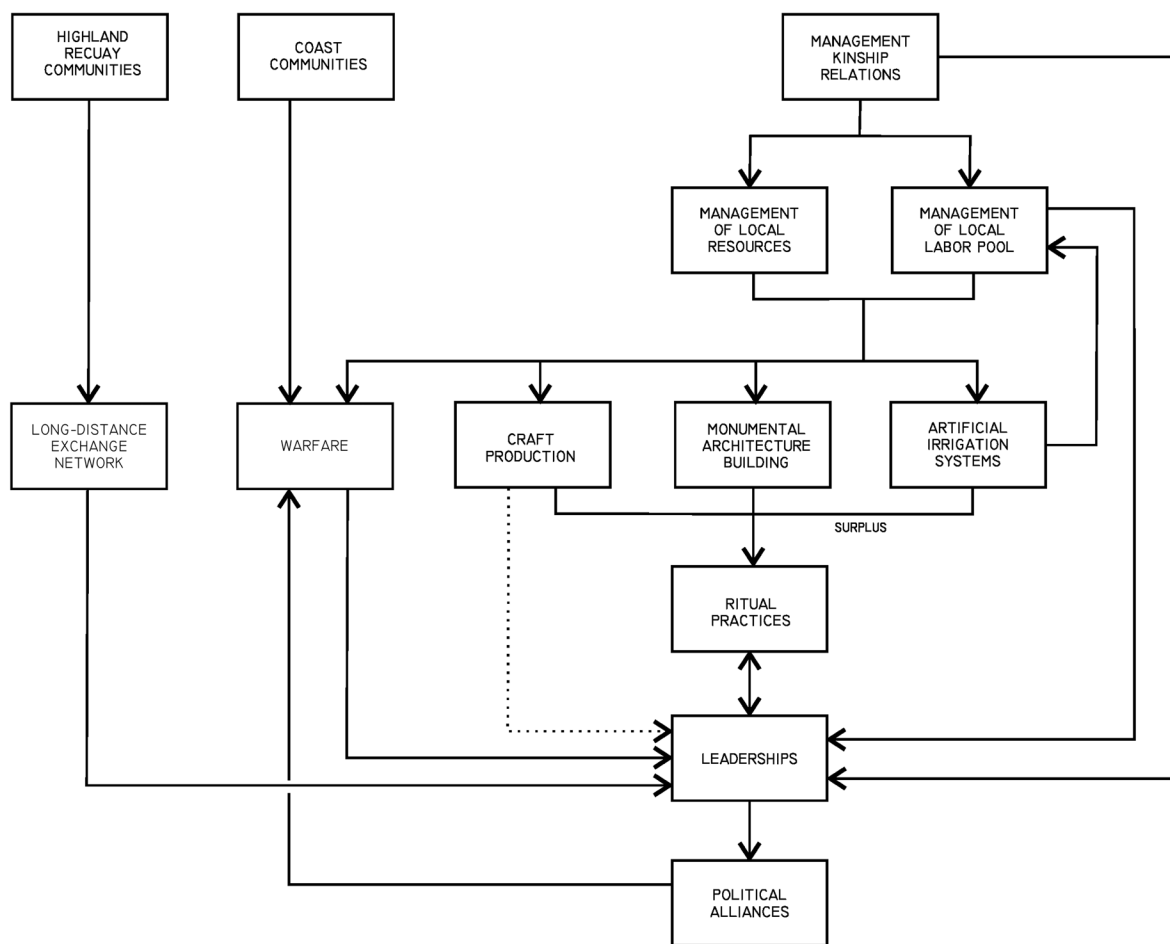 HIGHLAND
RECUAY
COMMUNITIES
COAST
COMMUNITIES
MANAGEMENT
KINSHIP
RELATIONS
MANAGEMENT
OF LOCAL
RESOURCES
MANAGEMENT
OF LOCAL
LABOR POOL
LONG-DISTANCE
EXCHANGE
NETWORK
WARFARE
CRAFT
PRODUCTION
MONUMENTAL
ARCHITECTURE
BUILDING
ARTIFICIAL
IRRIGATION
SYSTEMS
SURPLUS
RITUAL
PRACTICES
LEADERSHIPS
POLITICAL
ALLIANCES